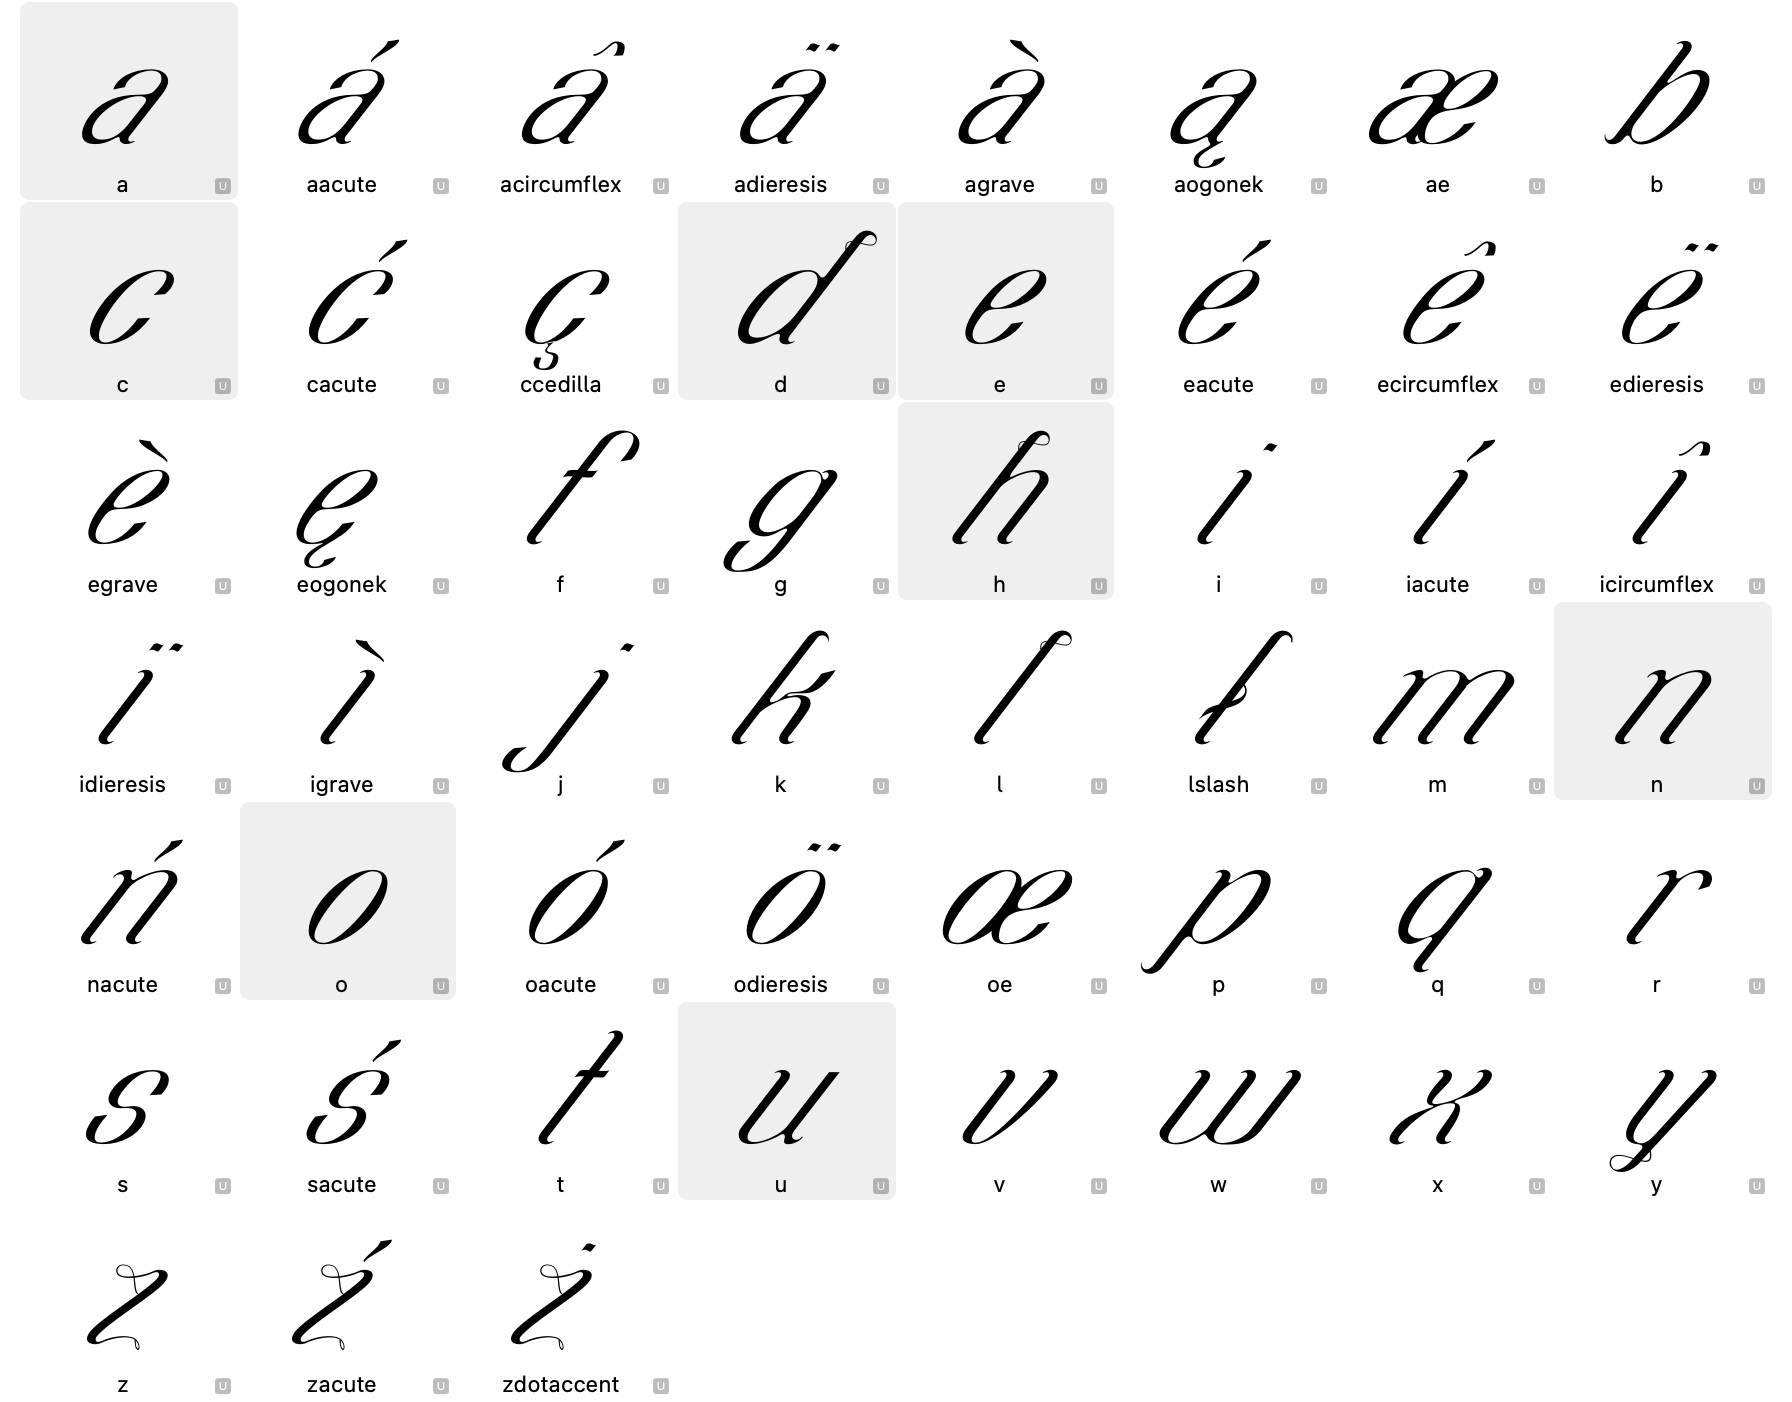 a á â ä à ą æ b
a U aacute U acircumflex U adieresis U agrave U aogonek U ae U b U
c ć ç d e é ê ë
c U cacute U ccedilla U d U e U eacute U ecircumflex U edieresis U
è ę f g h i í î
egrave U eogonek U f U g U h U i U iacute U icircumflex U
ï ì j k l ł m n
idieresis U igrave U j U k U l U lslash U m U n U
ń o ó ö œ p q r
nacute U o U oacute U odieresis U oe U p U q U r U
s ś t u v w x y
s U sacute U t U u U v U w U x U y U
z ź ż
z U zacute U zdotaccent U